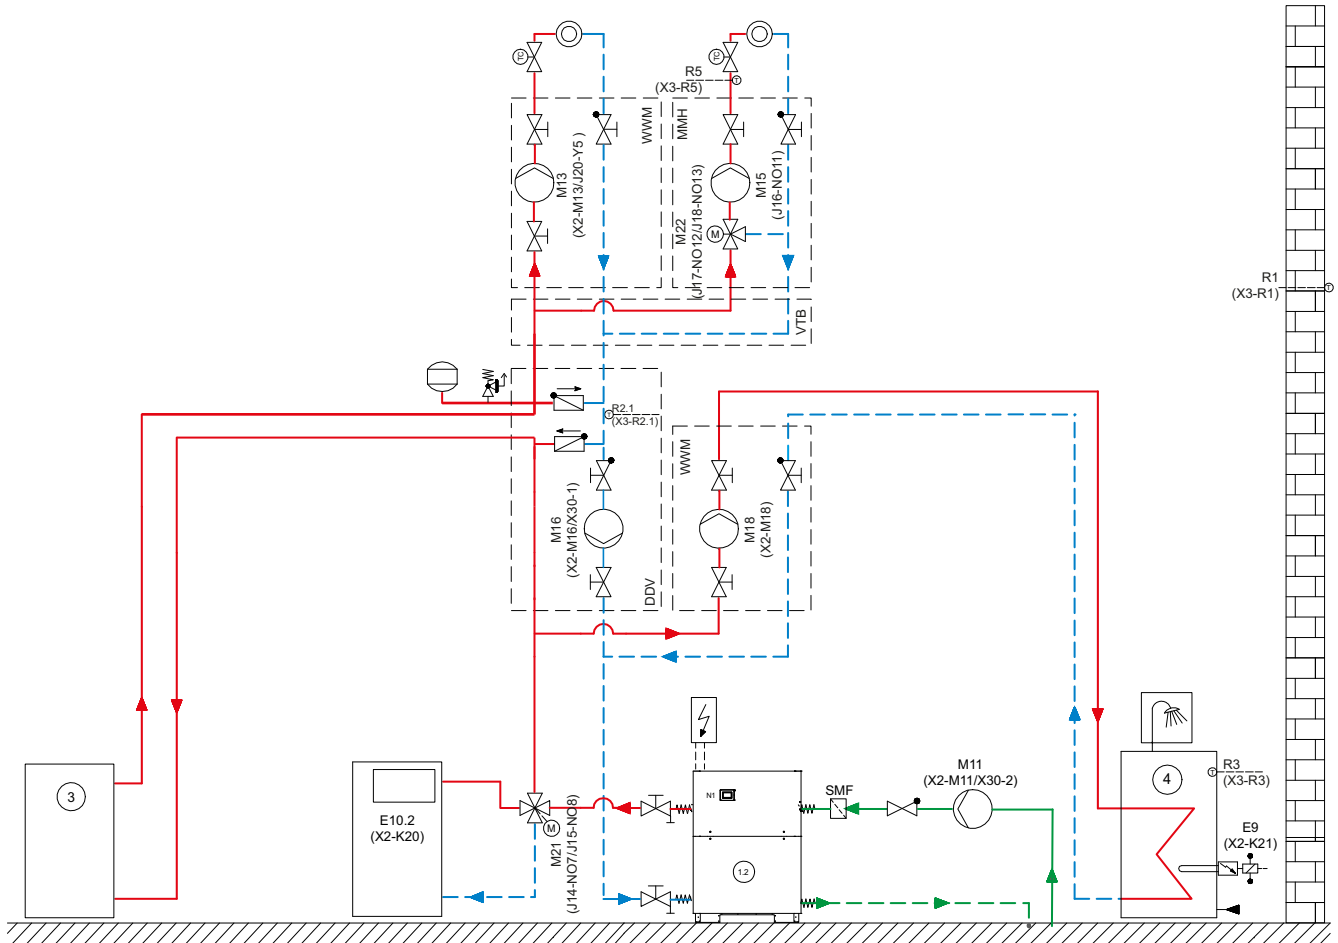 TC
TC
R5
(X3-R5)
T
WWM
MMH
M13
(X2-M13/J20-Y5 )
M15
(J16-NO11)
M22
(J17-NO12/J18-NO13)
M
R1
(X3-R1)
T
VTB
R2.1
(X3-R2.1)
T
WWM
M16
(X2-M16/X30-1)
M18
(X2-M18)
DDV
3
E10.2
(X2-K20)
M
M21
(J14-NO7/J15-NO8)
N1
1.2
SMF
M11
(X2-M11/X30-2)
4
T
R3
(X3-R3)
E9
(X2-K21)